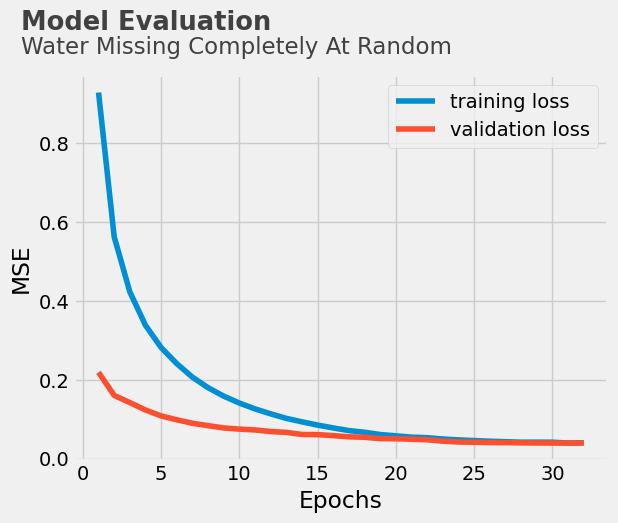 Model Evaluation
Water Missing Completely At Random
training loss
validation loss
MSE
0.8
0.6
0.4
0.2
0.0
0 5 10 15 20 25 30
Epochs